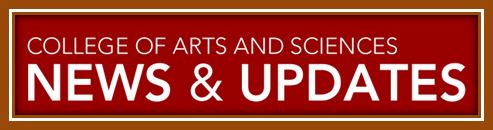 COLLEGE OF ARTS AND SCIENCES
NEWS & UPDATES